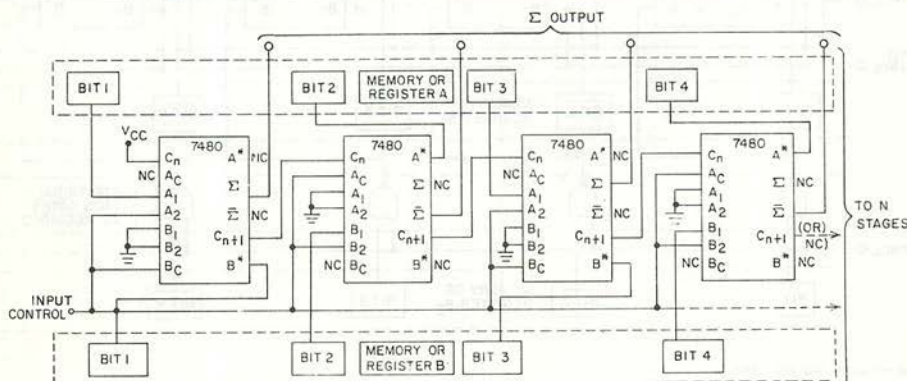 Σ OUTPUT
BIT 1
BIT 2
MEMORY OR REGISTER A
BIT 3
BIT 4
VCC
7480
Cn
AC
A1
A2
B1
B2
BC
A*
Σ
Σ̅
Cn+1
B*
NC
NC
NC
7480
Cn
AC
A1
A2
B1
B2
BC
A*
Σ
Σ̅
Cn+1
B*
NC
NC
NC
7480
Cn
AC
A1
A2
B1
B2
BC
A*
Σ
Σ̅
Cn+1
B*
NC
NC
NC
7480
Cn
AC
A1
A2
B1
B2
BC
A*
Σ
Σ̅
Cn+1
B*
NC
NC
NC
(OR)
NC)
TO N
STAGES
INPUT
CONTROL
BIT 1
BIT 2
MEMORY OR
REGISTER B
BIT 3
BIT 4